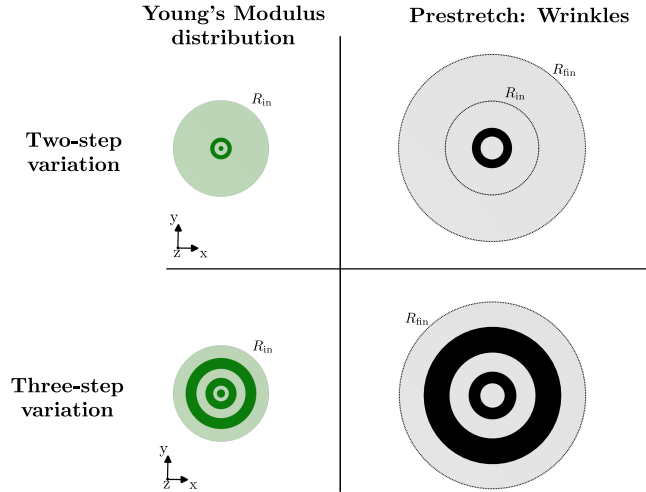 Young's Modulus
distribution
Prestretch: Wrinkles
Two-step
variation
R_in
y
z
x
R_fin
R_in
Three-step
variation
R_in
y
z
x
R_fin